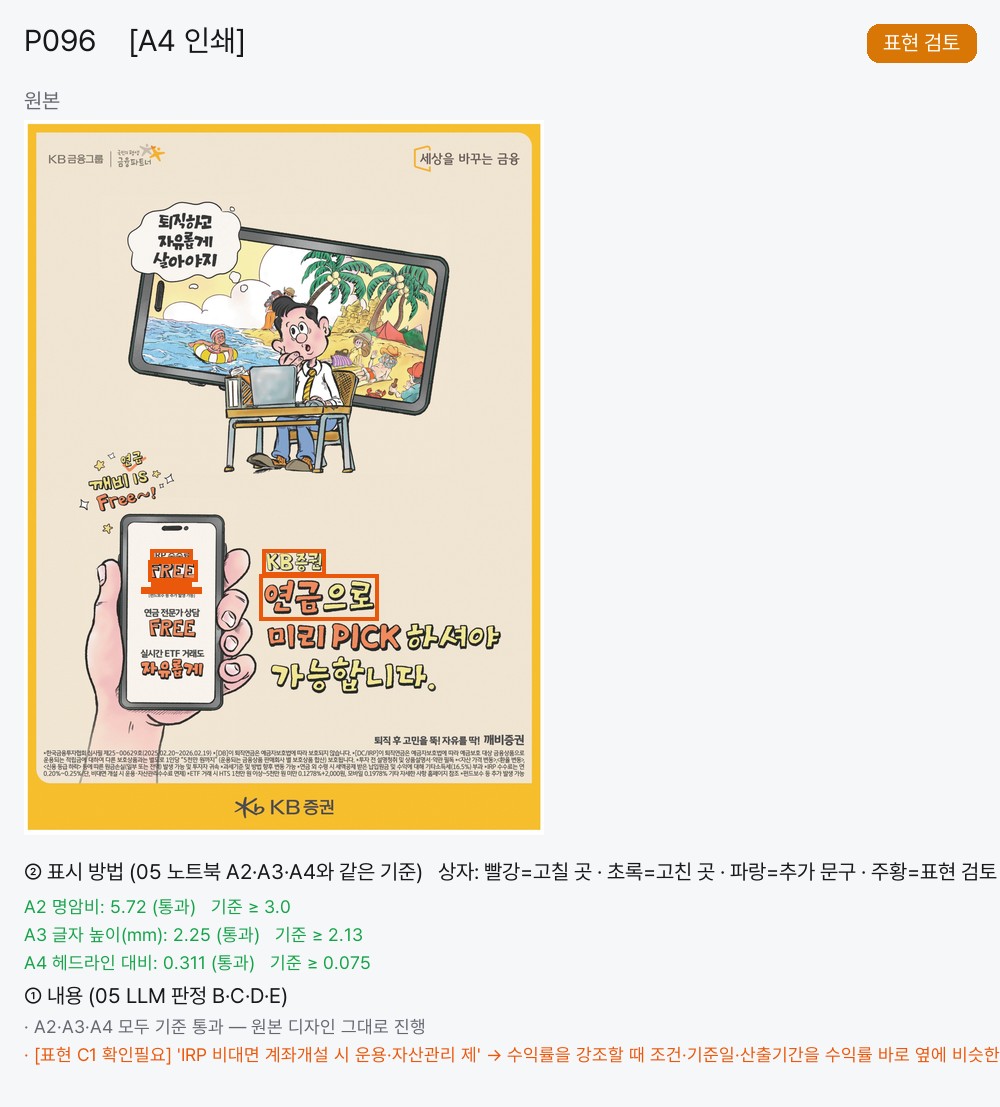 P096 [A4 인쇄]
표현 검토
원본
KB금융그룹
국민의 평생
금융파트너
세상을 바꾸는 금융
퇴직하고
자유롭게
살아야지
연금
깨비 IS
Free~!
FREE
연금 전문가 상담
FREE
실시간 ETF 거래도
자유롭게
KB증권
연금으로
미리 PICK 하셔야
가능합니다.
퇴직 후 고민을 뚝! 자유를 딱! 깨비증권
KB증권
② 표시 방법 (05 노트북 A2·A3·A4와 같은 기준) 상자: 빨강=고칠 곳 · 초록=고친 곳 · 파랑=추가 문구 · 주황=표현 검토
A2 명암비: 5.72 (통과) 기준 ≥ 3.0
A3 글자 높이(mm): 2.25 (통과) 기준 ≥ 2.13
A4 헤드라인 대비: 0.311 (통과) 기준 ≥ 0.075
① 내용 (05 LLM 판정 B·C·D·E)
· A2·A3·A4 모두 기준 통과 — 원본 디자인 그대로 진행
· [표현 C1 확인필요] 'IRP 비대면 계좌개설 시 운용·자산관리 제' → 수익률을 강조할 때 조건·기준일·산출기간을 수익률 바로 옆에 비슷한